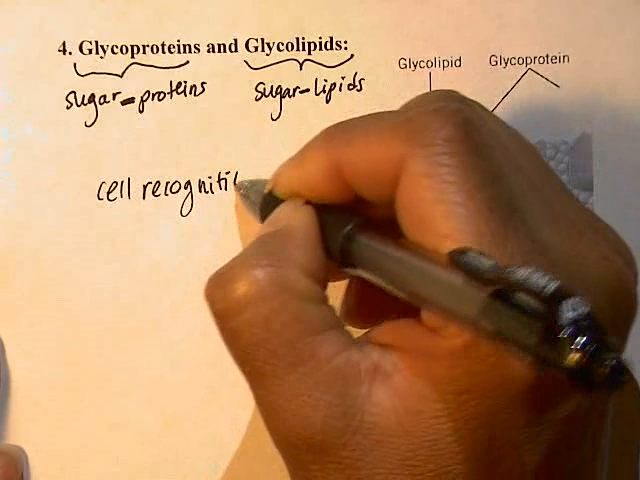 4. Glycoproteins and Glycolipids:
Glycolipid Glycoprotein
sugar-proteins sugar-lipids
cell recogniti